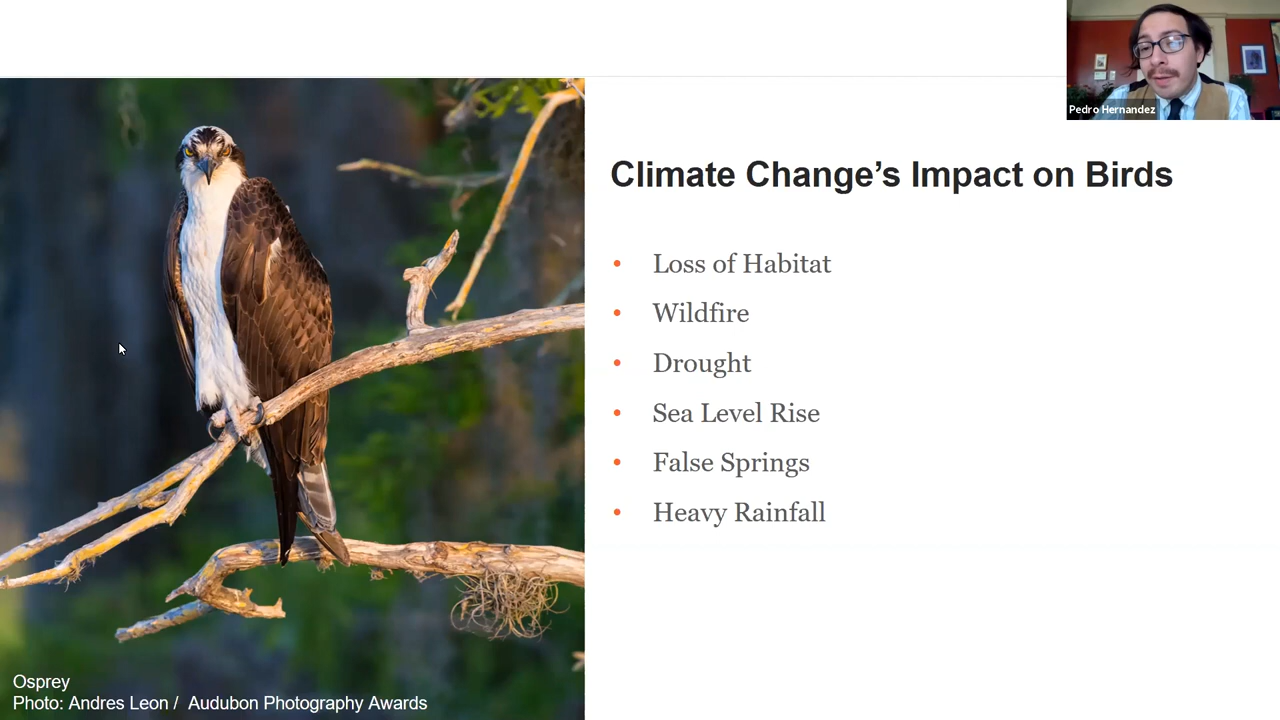 Pedro Hernandez
Climate Change’s Impact on Birds
• Loss of Habitat
• Wildfire
• Drought
• Sea Level Rise
• False Springs
• Heavy Rainfall
Osprey
Photo: Andres Leon / Audubon Photography Awards